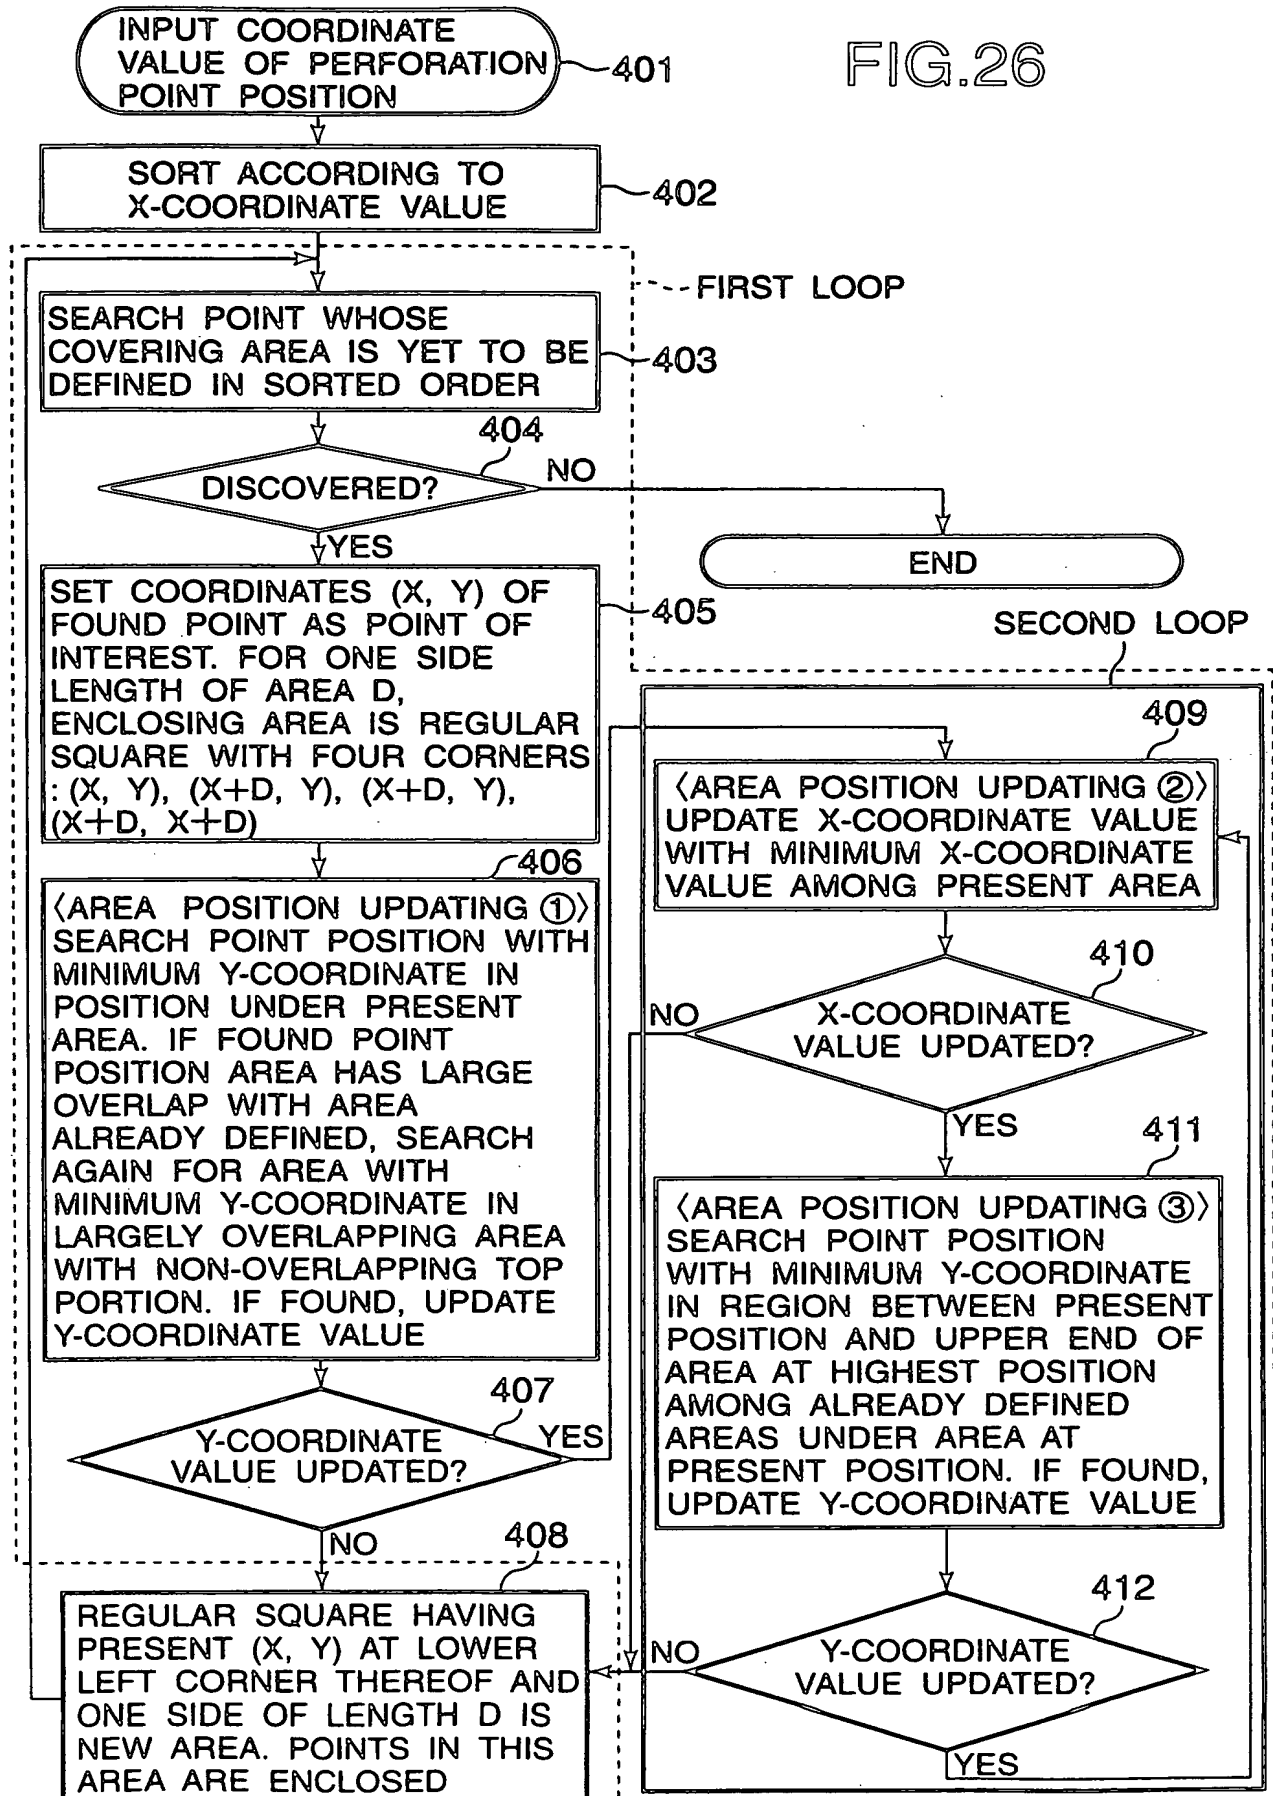 FIG.26
INPUT COORDINATE
VALUE OF PERFORATION
POINT POSITION
401
SORT ACCORDING TO
X-COORDINATE VALUE
402
FIRST LOOP
SEARCH POINT WHOSE
COVERING AREA IS YET TO BE
DEFINED IN SORTED ORDER
403
404
DISCOVERED?
NO
YES
END
SET COORDINATES (X, Y) OF
FOUND POINT AS POINT OF
INTEREST. FOR ONE SIDE
LENGTH OF AREA D,
ENCLOSING AREA IS REGULAR
SQUARE WITH FOUR CORNERS
: (X, Y), (X+D, Y), (X+D, Y),
(X+D, X+D)
405
406
〈AREA POSITION UPDATING ①〉
SEARCH POINT POSITION WITH
MINIMUM Y-COORDINATE IN
POSITION UNDER PRESENT
AREA. IF FOUND POINT
POSITION AREA HAS LARGE
OVERLAP WITH AREA
ALREADY DEFINED, SEARCH
AGAIN FOR AREA WITH
MINIMUM Y-COORDINATE IN
LARGELY OVERLAPPING AREA
WITH NON-OVERLAPPING TOP
PORTION. IF FOUND, UPDATE
Y-COORDINATE VALUE
407
Y-COORDINATE
VALUE UPDATED?
YES
NO
408
REGULAR SQUARE HAVING
PRESENT (X, Y) AT LOWER
LEFT CORNER THEREOF AND
ONE SIDE OF LENGTH D IS
NEW AREA. POINTS IN THIS
AREA ARE ENCLOSED
SECOND LOOP
409
〈AREA POSITION UPDATING ②〉
UPDATE X-COORDINATE VALUE
WITH MINIMUM X-COORDINATE
VALUE AMONG PRESENT AREA
410
NO
X-COORDINATE
VALUE UPDATED?
YES
411
〈AREA POSITION UPDATING ③〉
SEARCH POINT POSITION
WITH MINIMUM Y-COORDINATE
IN REGION BETWEEN PRESENT
POSITION AND UPPER END OF
AREA AT HIGHEST POSITION
AMONG ALREADY DEFINED
AREAS UNDER AREA AT
PRESENT POSITION. IF FOUND,
UPDATE Y-COORDINATE VALUE
412
NO
Y-COORDINATE
VALUE UPDATED?
YES